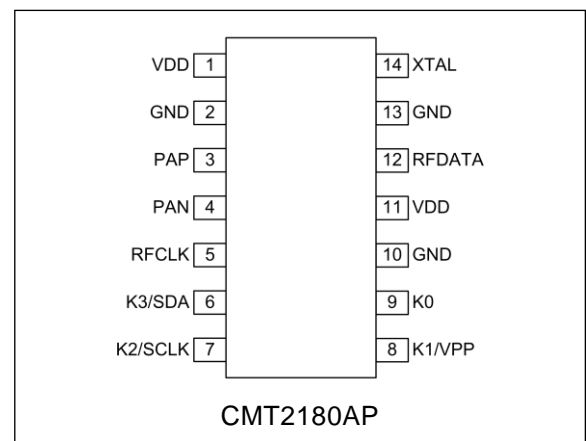 VDD 1 14 XTAL
GND 2 13 GND
PAP 3 12 RFDATA
PAN 4 11 VDD
RFCLK 5 10 GND
K3/SDA 6 9 K0
K2/SCLK 7 8 K1/VPP
CMT2180AP